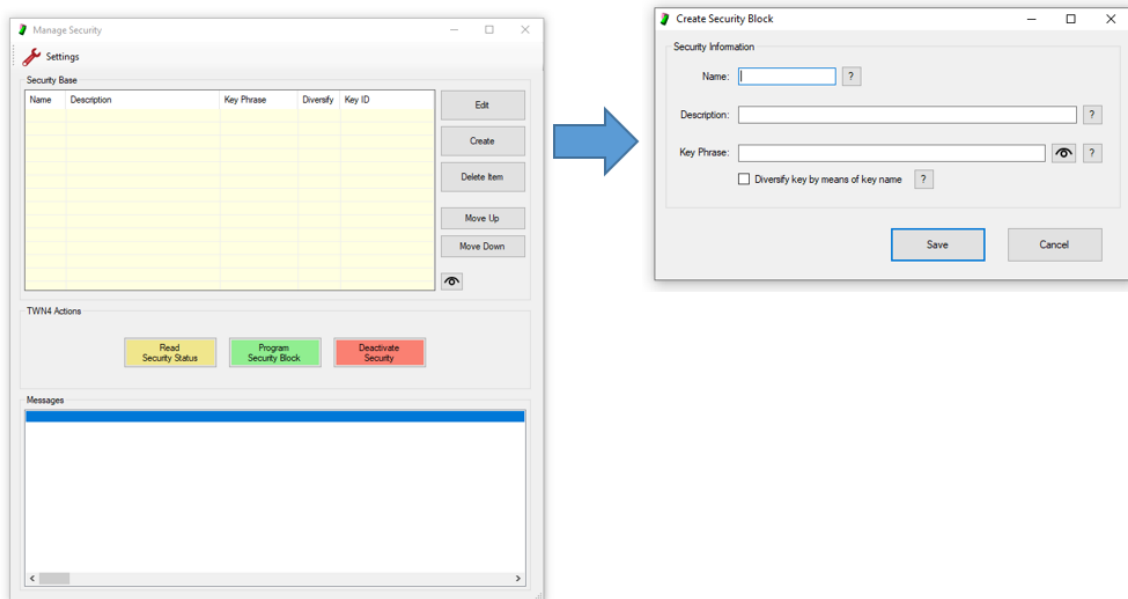 Manage Security
Settings
Security Base
Name Description Key Phrase Diversify Key ID
Edit
Create
Delete Item
Move Up
Move Down
TWN4 Actions
Read
Security Status
Program
Security Block
Deactivate
Security
Messages
Create Security Block
Security Information
Name: ?
Description: ?
Key Phrase: ?
Diversify key by means of key name ?
Save Cancel